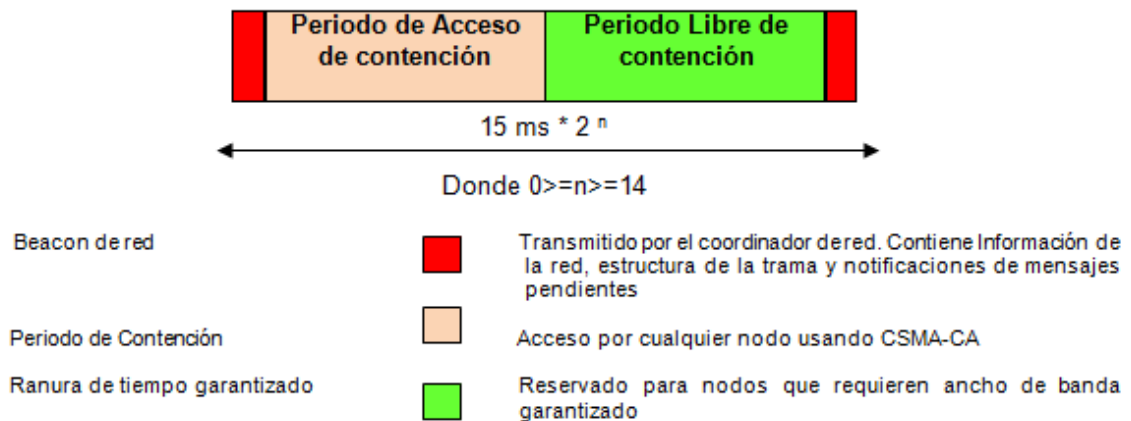 Periodo de Acceso de contención
Periodo Libre de contención
15 ms * 2 ⁿ
Donde 0>=n>=14
Beacon de red
Transmitido por el coordinador de red. Contiene Información de
la red, estructura de la trama y notificaciones de mensajes
pendientes
Periodo de Contención
Acceso por cualquier nodo usando CSMA-CA
Ranura de tiempo garantizado
Reservado para nodos que requieren ancho de banda
garantizado